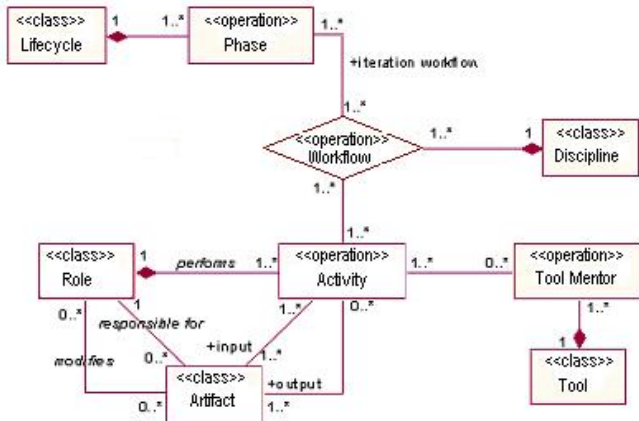 <<class>>
Lifecycle
1
1..*
<<operation>>
Phase
1..*
+iteration workflow
1..*
<<operation>>
Workflow
1..*
1
<<class>>
Discipline
1..*
1..*
<<class>>
Role
1
performs
1..*
<<operation>>
Activity
1..*
0..*
<<operation>>
Tool Mentor
0..*
1
responsible for
1..*
0..*
1..*
modifies
0..*
+input
1..*
1
<<class>>
Tool
0..*
<<class>>
Artifact
+output
1..*